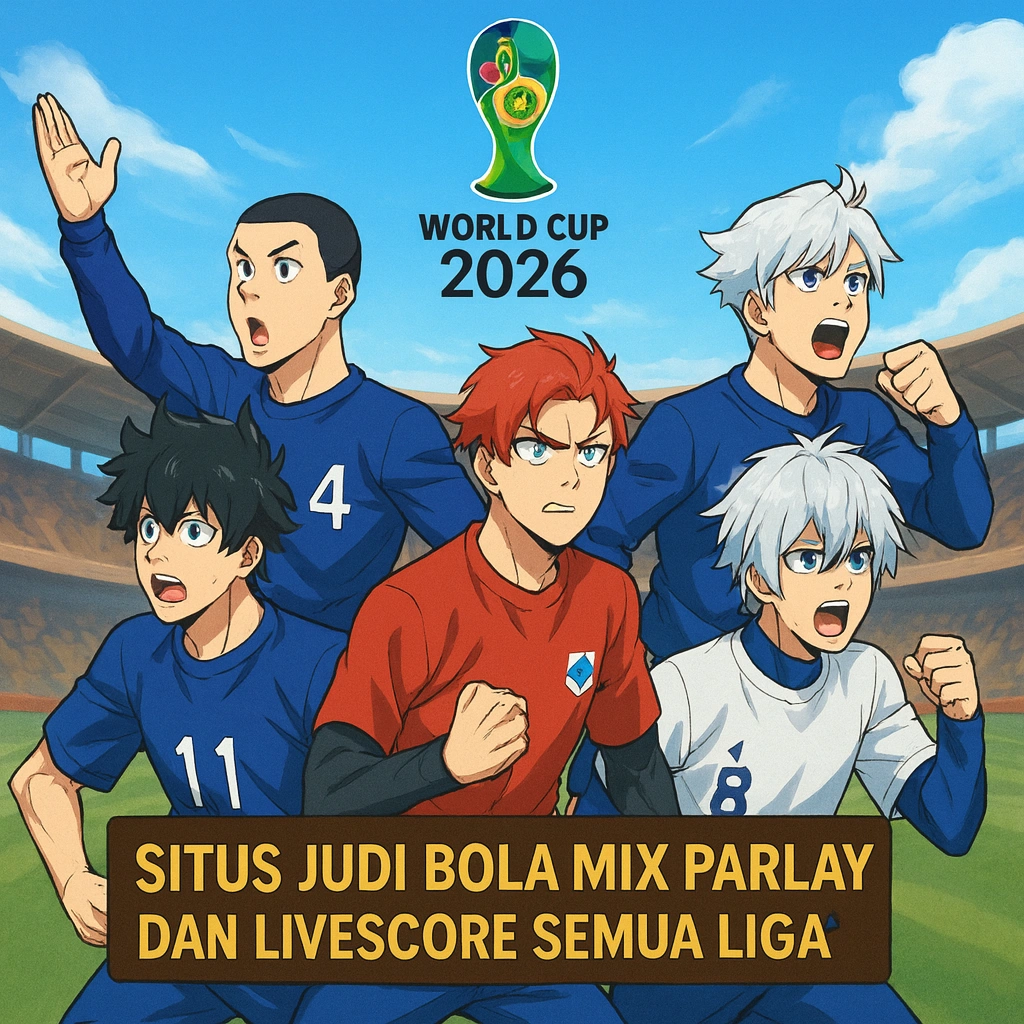 WORLD CUP
2026
4
11
8
SITUS JUDI BOLA MIX PARLAY
DAN LIVESCORE SEMUA LIGA